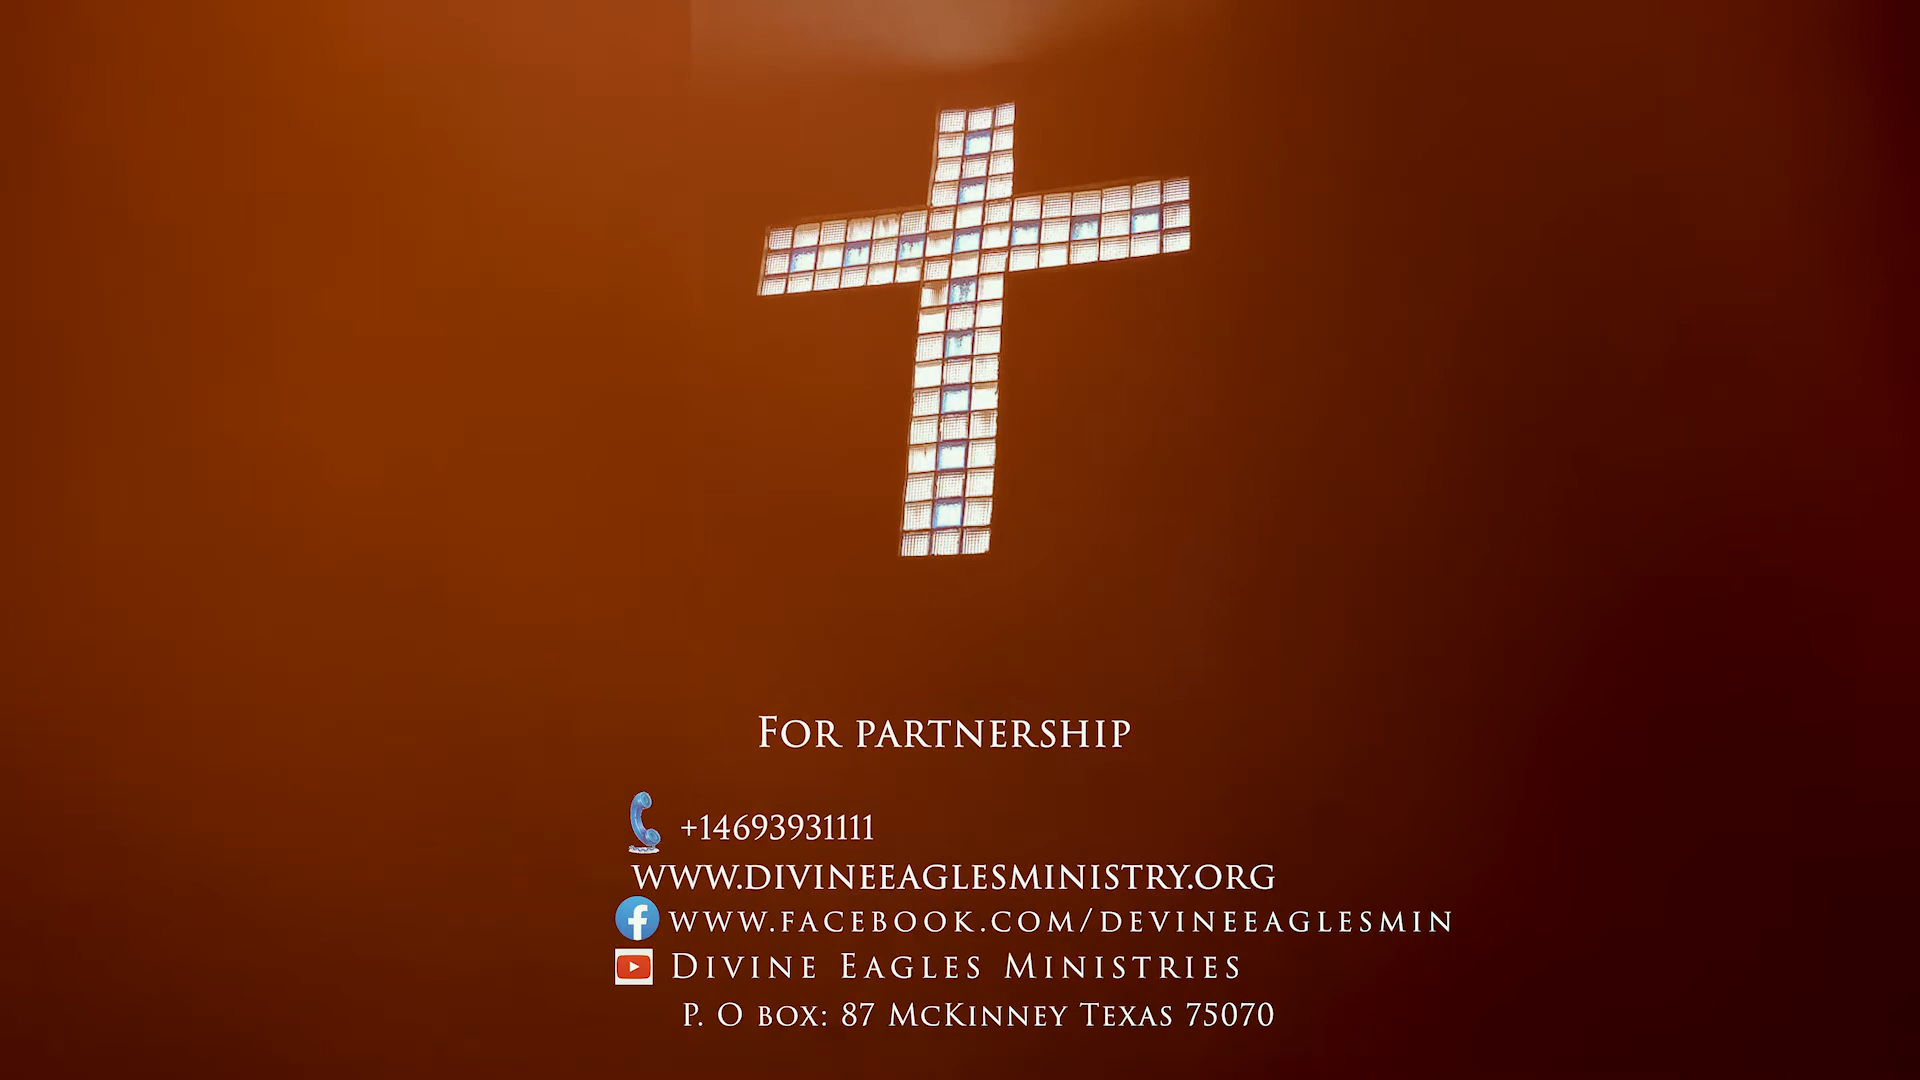 For partnership
+14693931111
www.divineeaglesministry.org
www.facebook.com/devineeaglesmin
Divine Eagles Ministries
P. O box: 87 McKinney Texas 75070